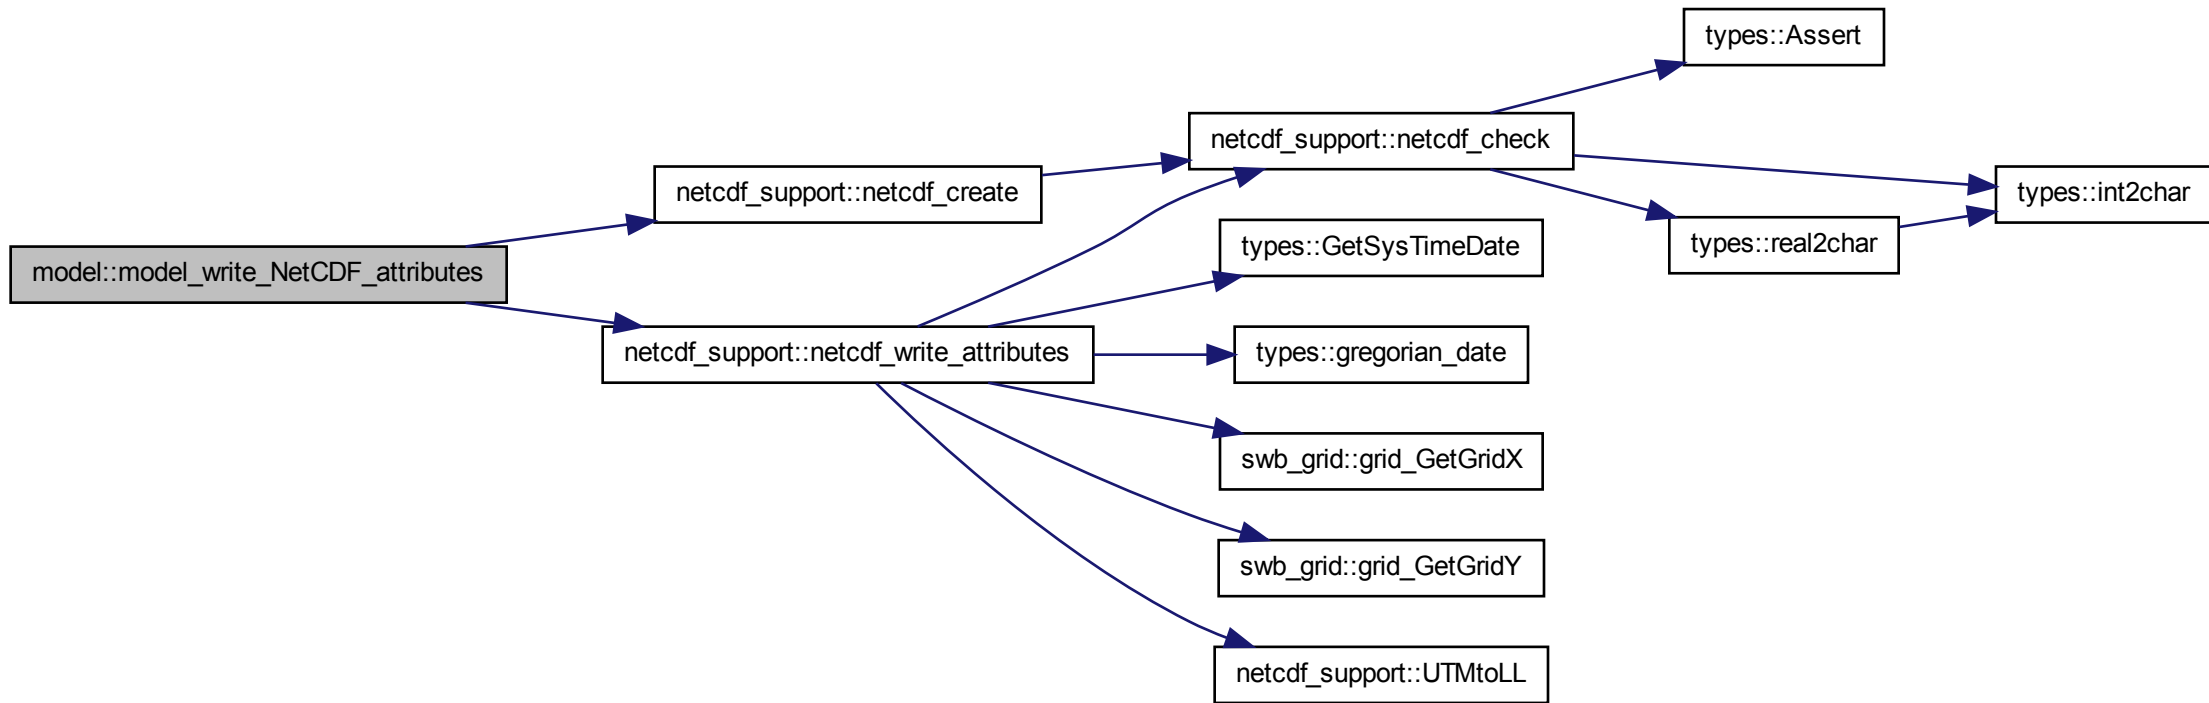 types::Assert
netcdf_support::netcdf_check
netcdf_support::netcdf_create
types::int2char
types::GetSysTimeDate
types::real2char
model::model_write_NetCDF_attributes
netcdf_support::netcdf_write_attributes
types::gregorian_date
swb_grid::grid_GetGridX
swb_grid::grid_GetGridY
netcdf_support::UTMtoLL